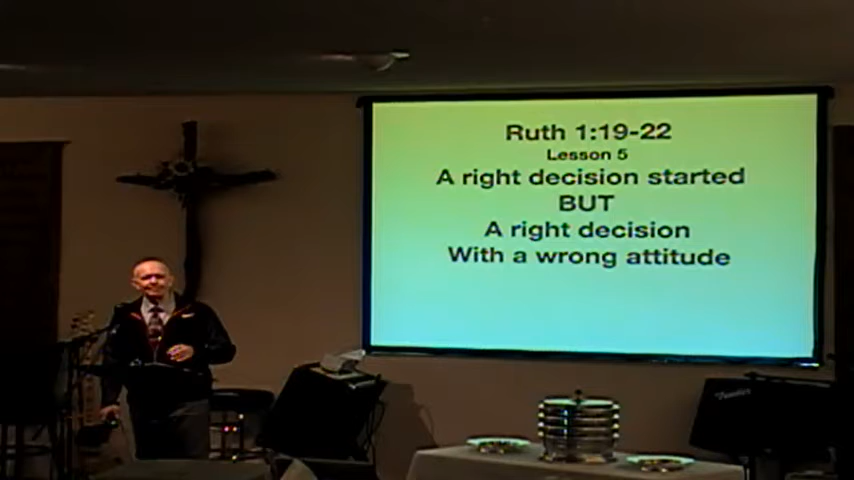 Ruth 1:19-22
Lesson 5
A right decision started
BUT
A right decision
With a wrong attitude